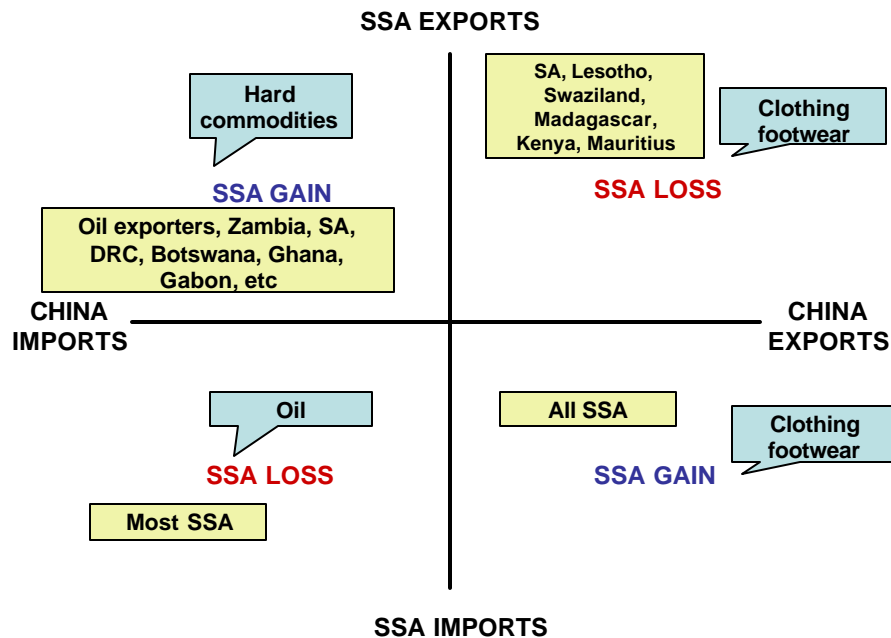 SSA EXPORTS
Hard
commodities
SA, Lesotho,
Swaziland,
Madagascar,
Kenya, Mauritius
Clothing
footwear
SSA GAIN
SSA LOSS
Oil exporters, Zambia, SA,
DRC, Botswana, Ghana,
Gabon, etc
CHINA
IMPORTS
CHINA
EXPORTS
Oil
All SSA
Clothing
footwear
SSA LOSS
SSA GAIN
Most SSA
SSA IMPORTS